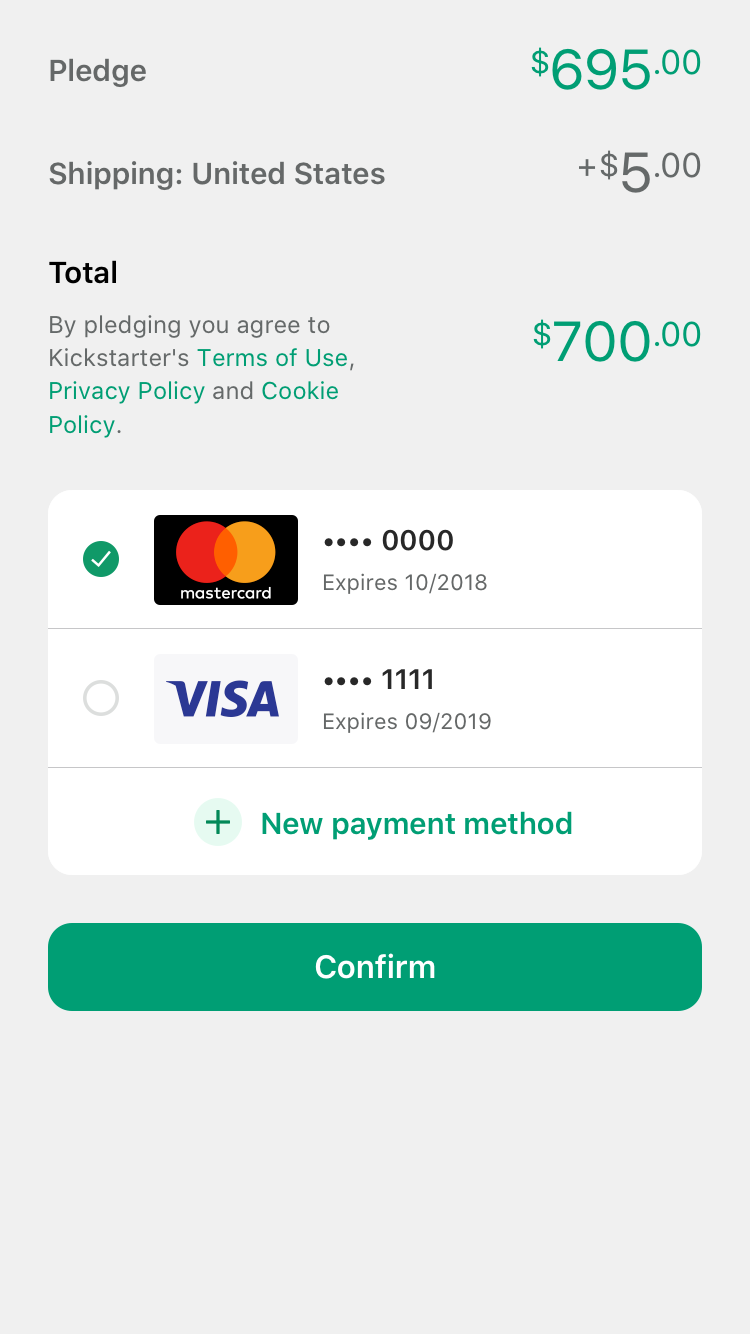 Pledge
$695.00
Shipping: United States
+$5.00
Total
By pledging you agree to
Kickstarter's Terms of Use,
Privacy Policy and Cookie
Policy.
$700.00
mastercard
•••• 0000
Expires 10/2018
VISA
•••• 1111
Expires 09/2019
+ New payment method
Confirm